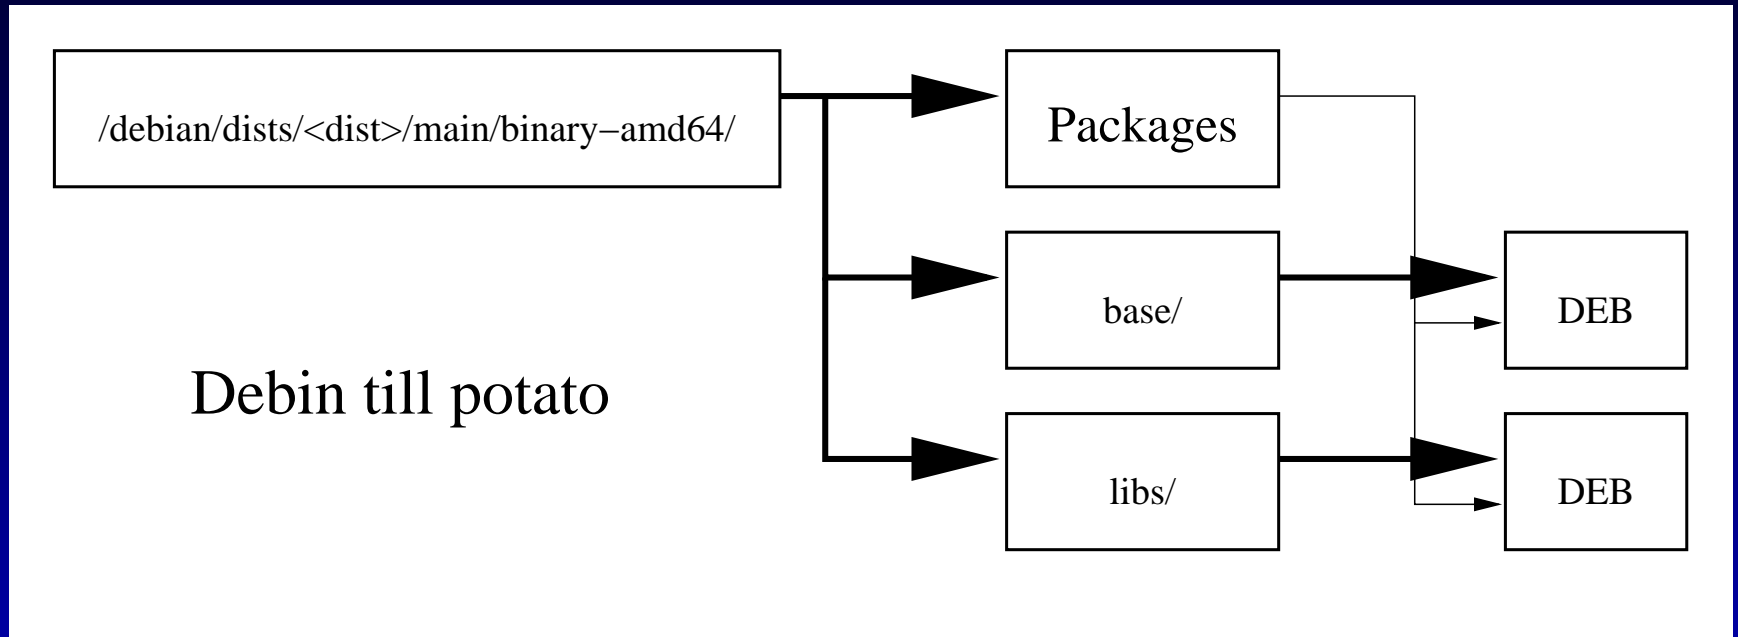 /debian/dists/<dist>/main/binary−amd64/
Packages
base/
DEB
Debin till potato
libs/
DEB